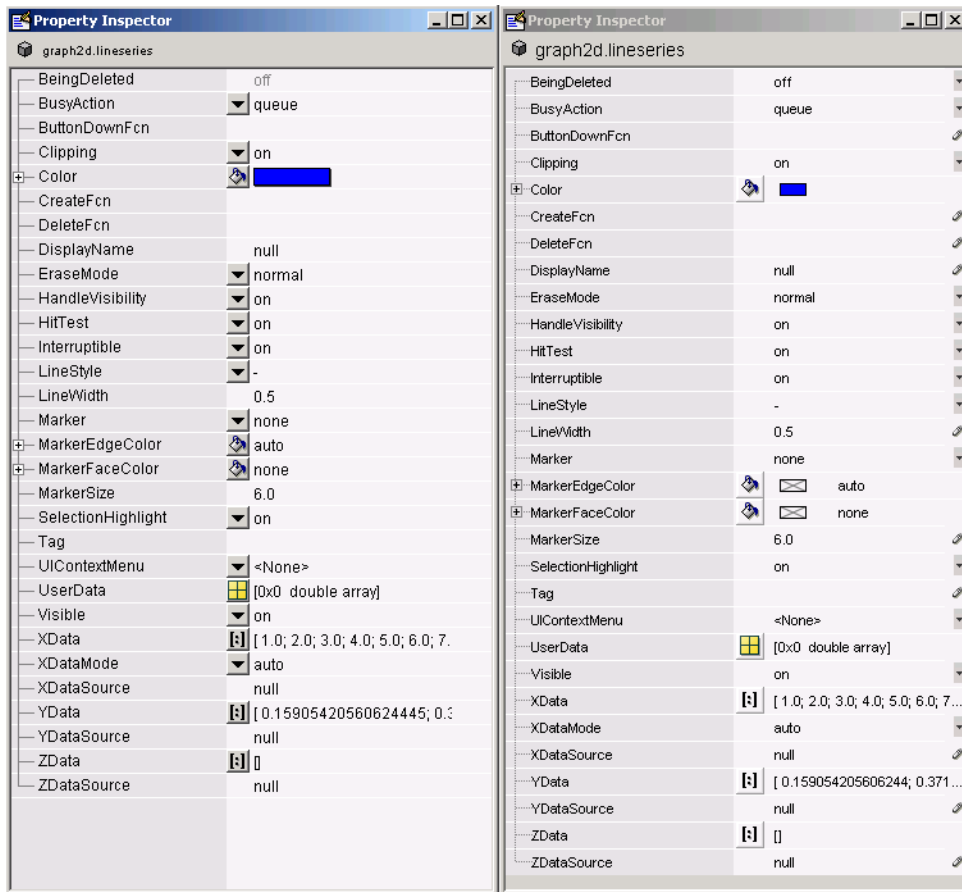 Property Inspector
graph2d.lineseries
BeingDeleted off
BusyAction queue
ButtonDownFcn
Clipping on
Color
CreateFcn
DeleteFcn
DisplayName null
EraseMode normal
HandleVisibility on
HitTest on
Interruptible on
LineStyle -
LineWidth 0.5
Marker none
MarkerEdgeColor auto
MarkerFaceColor none
MarkerSize 6.0
SelectionHighlight on
Tag
UIContextMenu <None>
UserData [0x0 double array]
Visible on
XData [:] [ 1.0; 2.0; 3.0; 4.0; 5.0; 6.0; 7.
XDataMode auto
XDataSource null
YData [:] [ 0.15905420560624445; 0.3
YDataSource null
ZData [:] []
ZDataSource null
Property Inspector
graph2d.lineseries
BeingDeleted off
BusyAction queue
ButtonDownFcn
Clipping on
Color
CreateFcn
DeleteFcn
DisplayName null
EraseMode normal
HandleVisibility on
HitTest on
Interruptible on
LineStyle -
LineWidth 0.5
Marker none
MarkerEdgeColor auto
MarkerFaceColor none
MarkerSize 6.0
SelectionHighlight on
Tag
UIContextMenu <None>
UserData [0x0 double array]
Visible on
XData [:] [ 1.0; 2.0; 3.0; 4.0; 5.0; 6.0; 7...
XDataMode auto
XDataSource null
YData [:] [ 0.159054205606244; 0.371...
YDataSource null
ZData [:] []
ZDataSource null